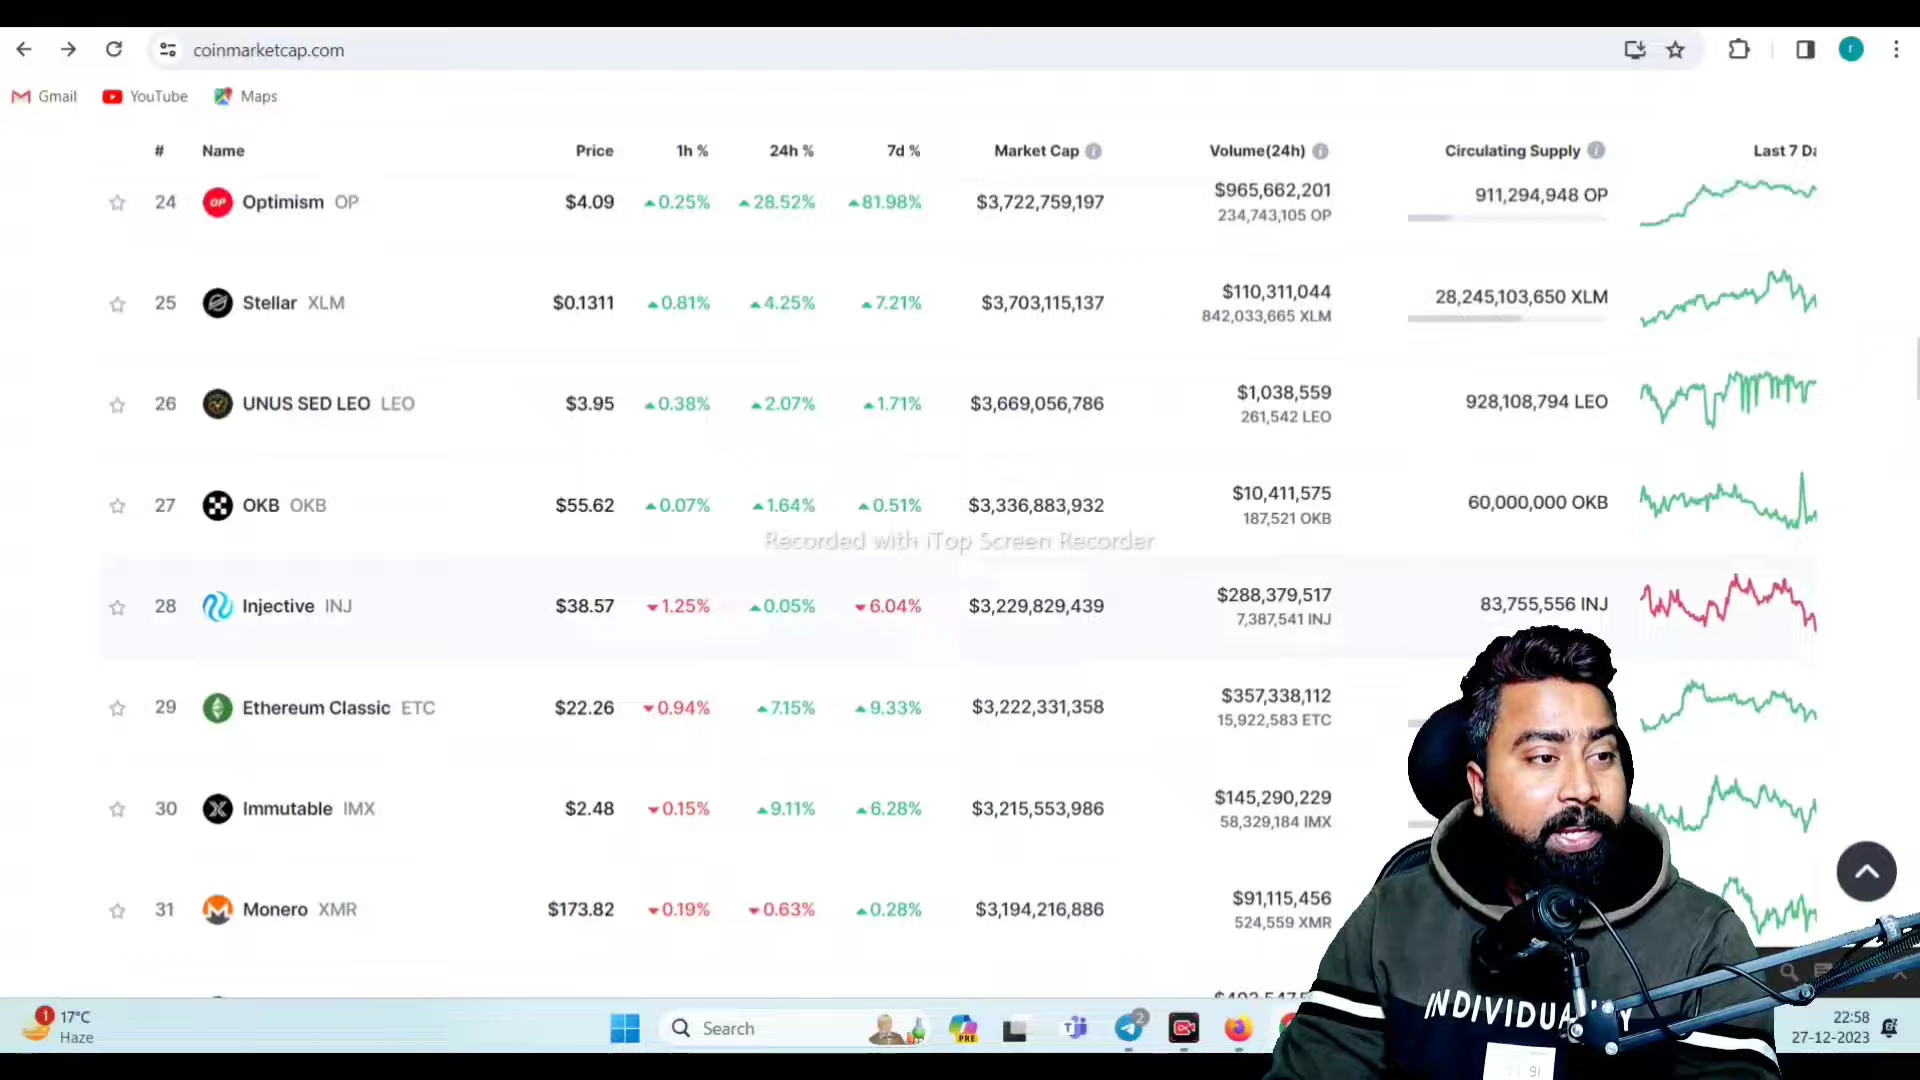 coinmarketcap.com
Gmail YouTube Maps
# Name Price 1h % 24h % 7d % Market Cap Volume(24h) Circulating Supply Last 7 Da
24 Optimism OP $4.09 0.25% 28.52% 81.98% $3,722,759,197 $965,662,201 911,294,948 OP
234,743,105 OP
25 Stellar XLM $0.1311 0.81% 4.25% 7.21% $3,703,115,137 $110,311,044 28,245,103,650 XLM
842,033,665 XLM
26 UNUS SED LEO LEO $3.95 0.38% 2.07% 1.71% $3,669,056,786 $1,038,559 928,108,794 LEO
261,542 LEO
27 OKB OKB $55.62 0.07% 1.64% 0.51% $3,336,883,932 $10,411,575 60,000,000 OKB
187,521 OKB
Recorded with iTop Screen Recorder
28 Injective INJ $38.57 1.25% 0.05% 6.04% $3,229,829,439 $288,379,517 83,755,556 INJ
7,387,541 INJ
29 Ethereum Classic ETC $22.26 0.94% 7.15% 9.33% $3,222,331,358 $357,338,112
15,922,583 ETC
30 Immutable IMX $2.48 0.15% 9.11% 6.28% $3,215,553,986 $145,290,229
58,329,184 IMX
31 Monero XMR $173.82 0.19% 0.63% 0.28% $3,194,216,886 $91,115,456
524,559 XMR
INDIVIDUA Y
1 17°C
Haze
Search
PRE
2
22:58
27-12-2023